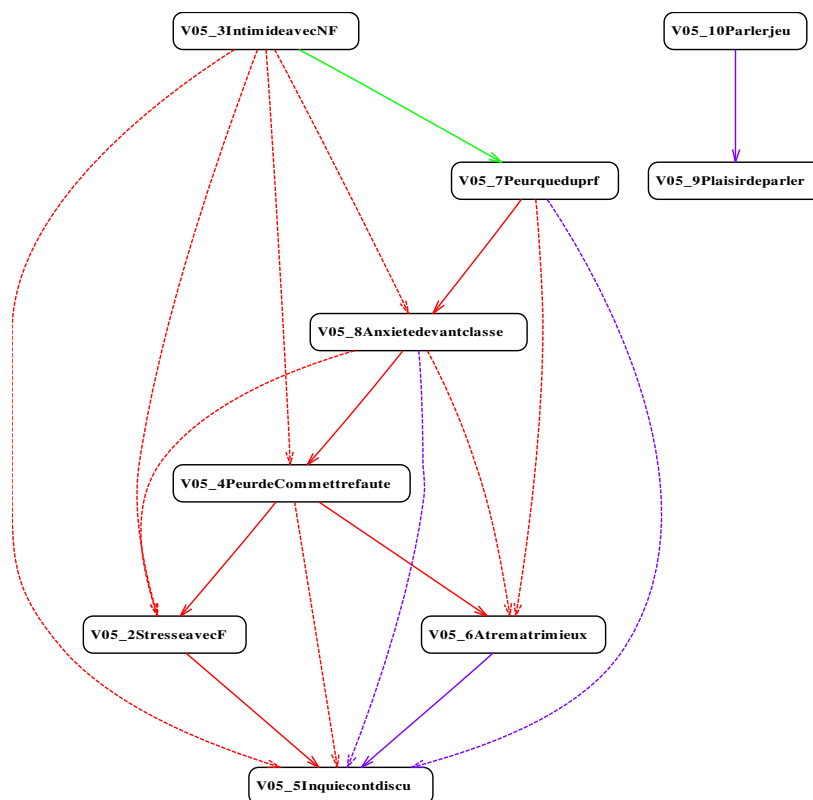 V05_3IntimideavecNF
V05_10Parlerjeu
V05_7Peurqueduprf
V05_9Plaisirdeparler
V05_8Anxietedevantclasse
V05_4PeurdeCommettrefaute
V05_2StresseavecF
V05_6Atrematrimieux
V05_5Inquiecontdiscu